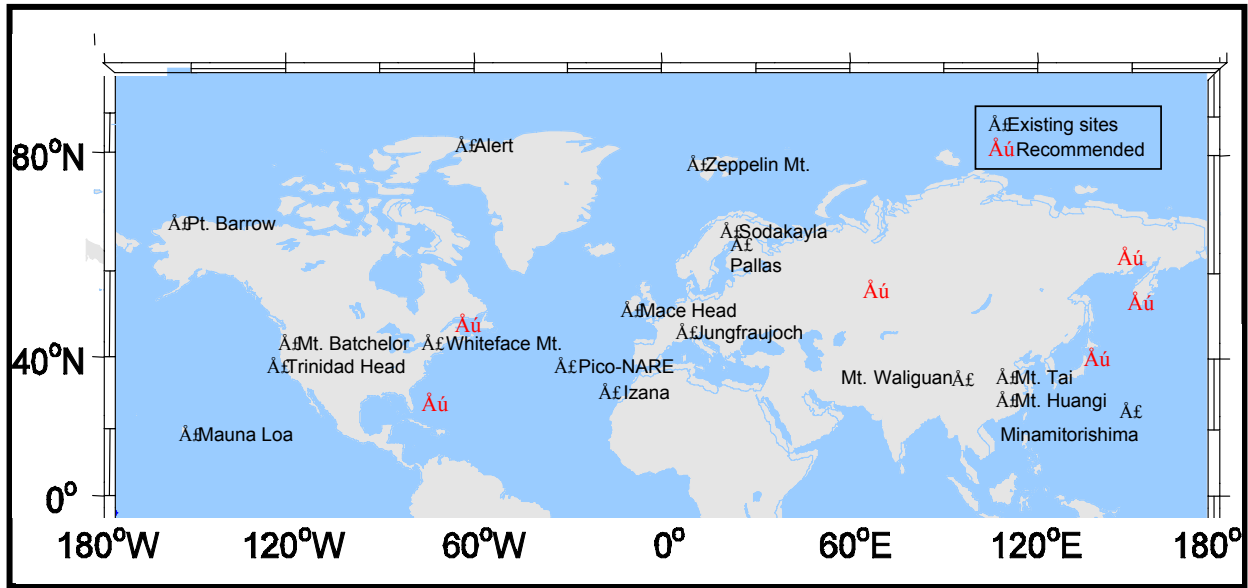 Å£Existing sites
ÅúRecommended
80°N
Å£Alert
Å£Zeppelin Mt.
Å£Pt. Barrow
Å£Sodakayla
Å£
Pallas
Åú
Åú
Åú
Å£Mace Head
Åú
Å£Jungfraujoch
Å£Mt. Batchelor
Å£Whiteface Mt.
40°N
Åú
Å£Trinidad Head
Å£Pico-NARE
Mt. WaliguanÅ£
Å£Mt. Tai
Å£Izana
Å£Mt. Huangi
Åú
Å£
Å£Mauna Loa
Minamitorishima
0°
180°W 120°W 60°W 0° 60°E 120°E 180°